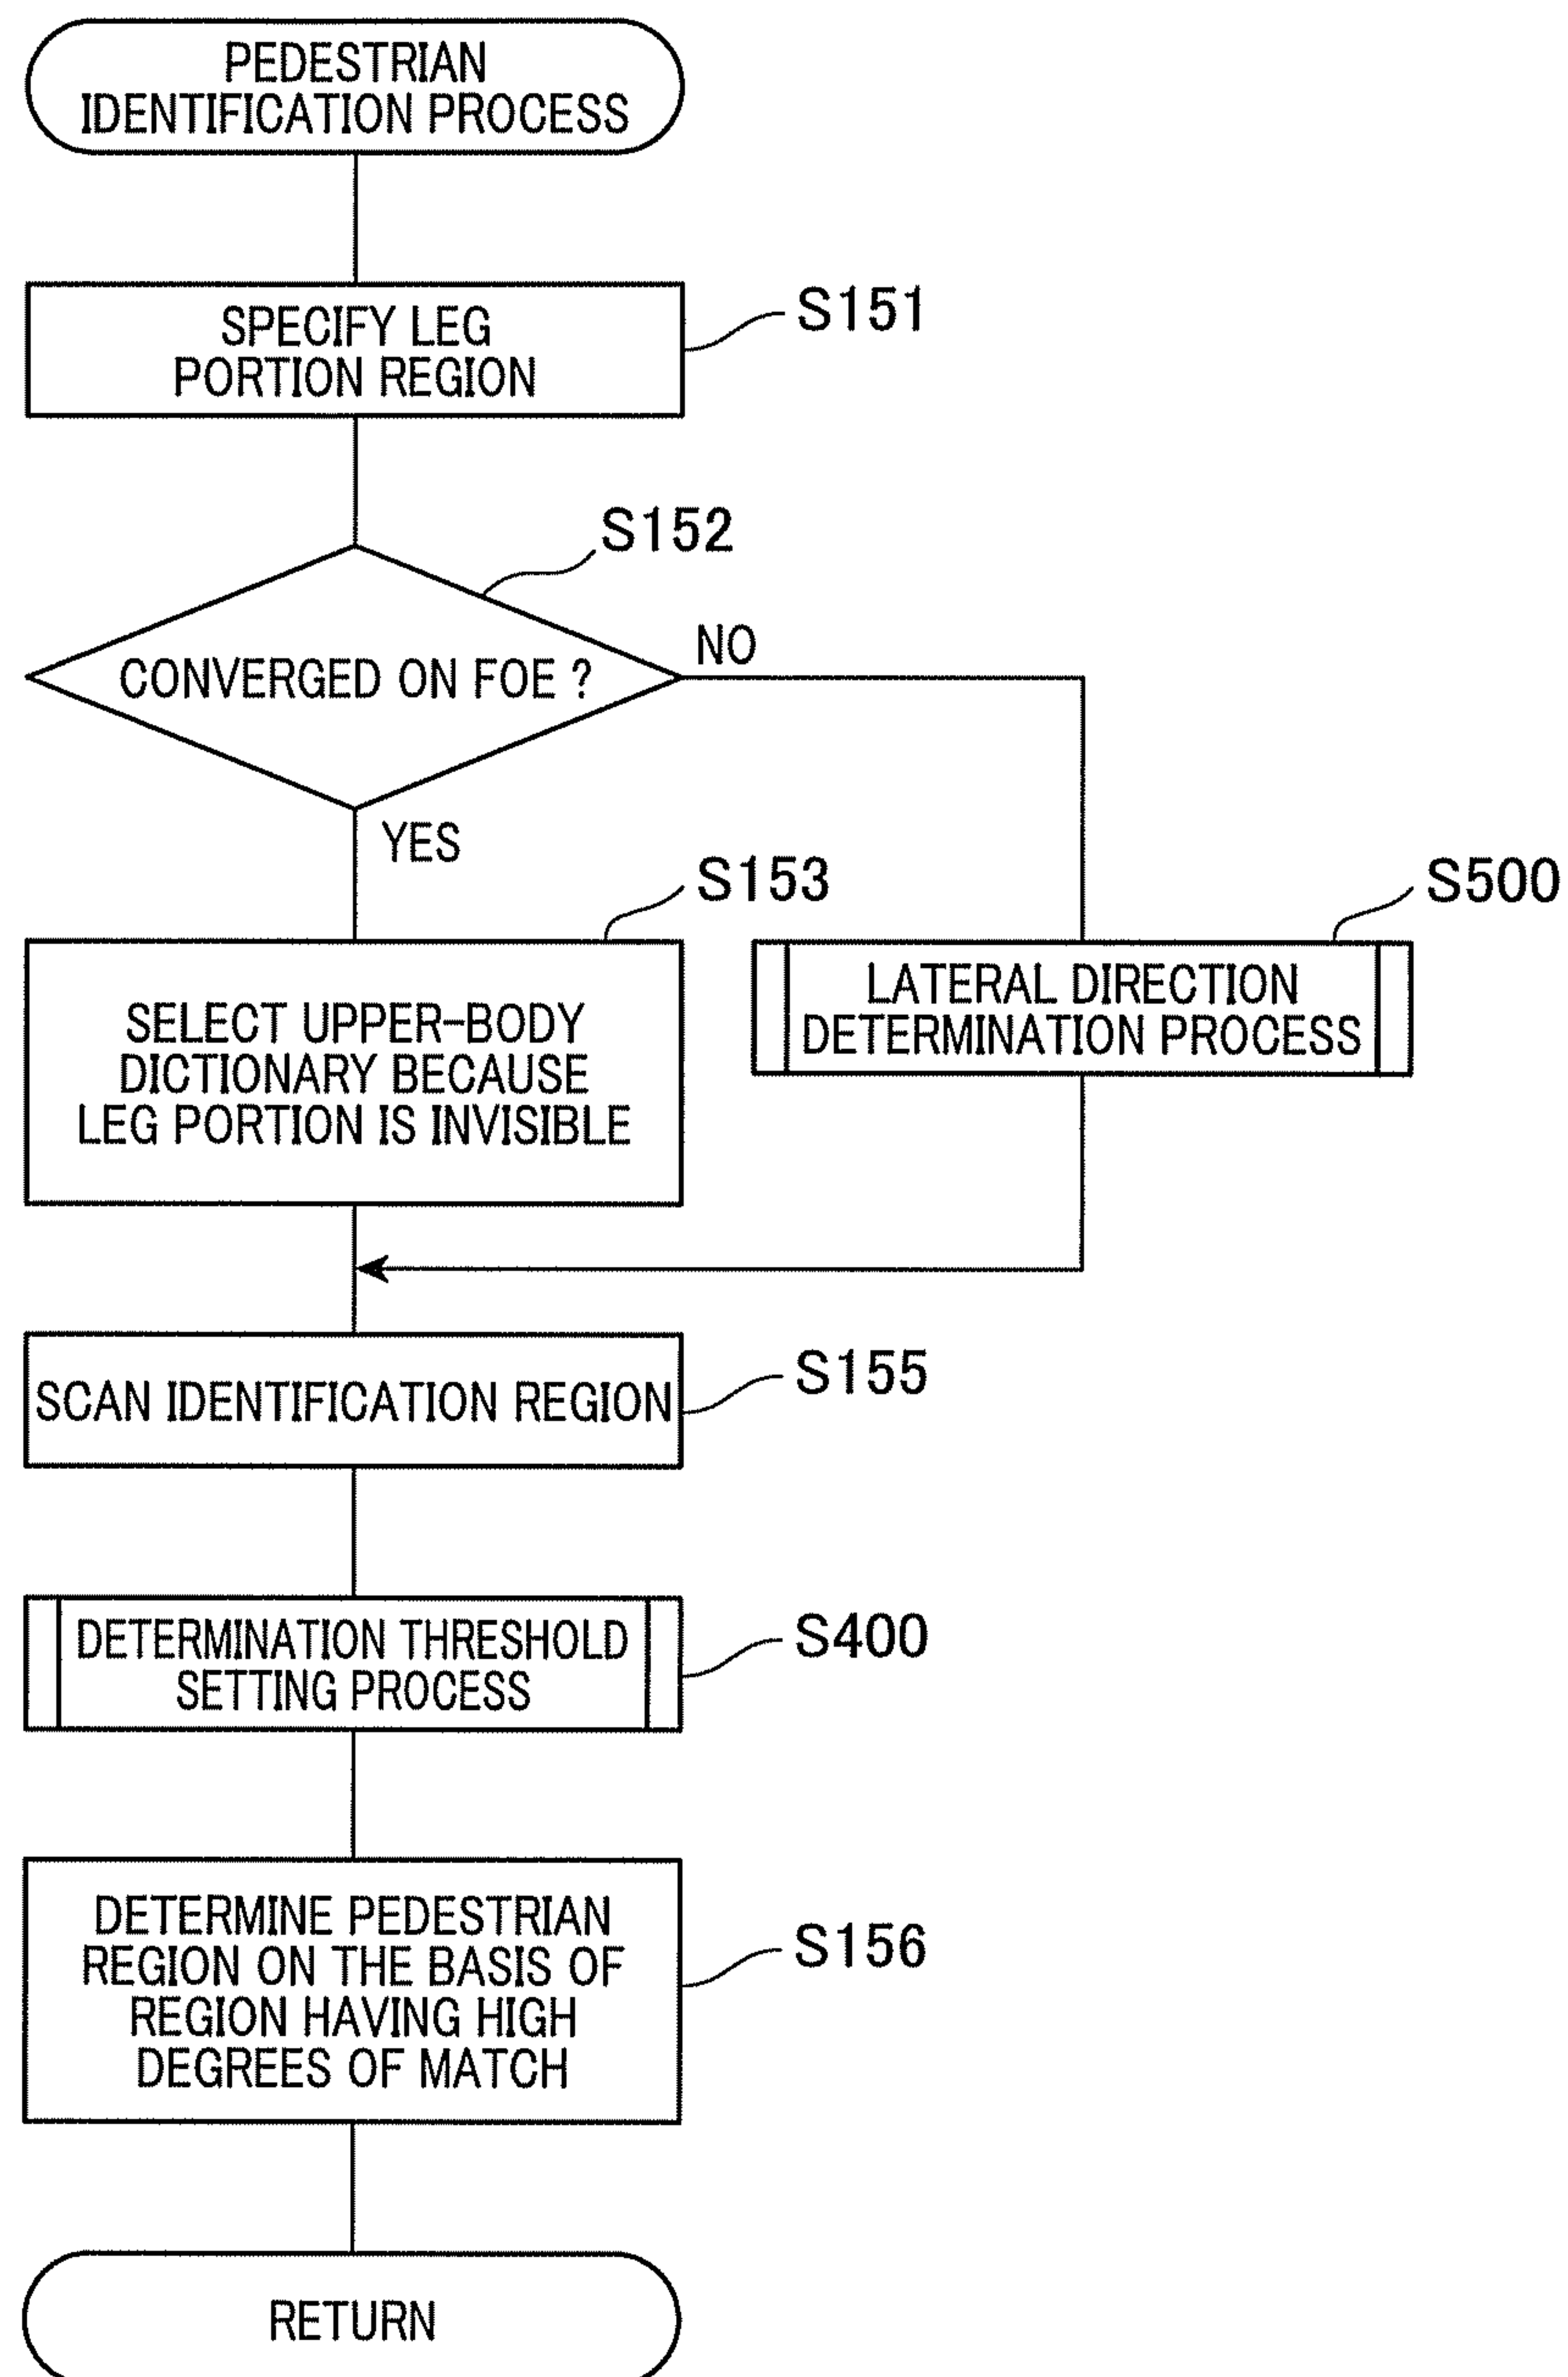 PEDESTRIAN
IDENTIFICATION PROCESS
SPECIFY LEG
PORTION REGION
S151
S152
CONVERGED ON FOE ?
NO
YES
S153
SELECT UPPER-BODY
DICTIONARY BECAUSE
LEG PORTION IS INVISIBLE
S500
LATERAL DIRECTION
DETERMINATION PROCESS
SCAN IDENTIFICATION REGION
S155
DETERMINATION THRESHOLD
SETTING PROCESS
S400
DETERMINE PEDESTRIAN
REGION ON THE BASIS OF
REGION HAVING HIGH
DEGREES OF MATCH
S156
RETURN